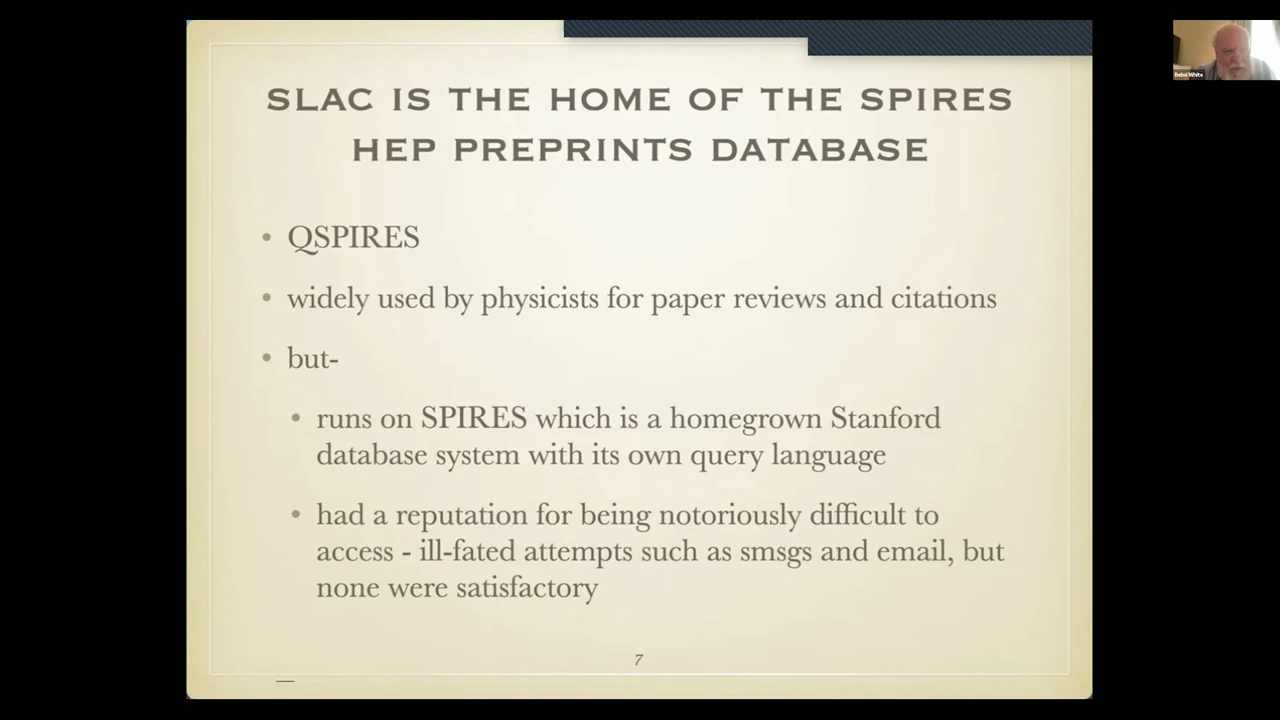 SLAC IS THE HOME OF THE SPIRES
HEP PREPRINTS DATABASE
• QSPIRES
• widely used by physicists for paper reviews and citations
• but-
• runs on SPIRES which is a homegrown Stanford
database system with its own query language
• had a reputation for being notoriously difficult to
access - ill-fated attempts such as smsgs and email, but
none were satisfactory
7
Bebo White